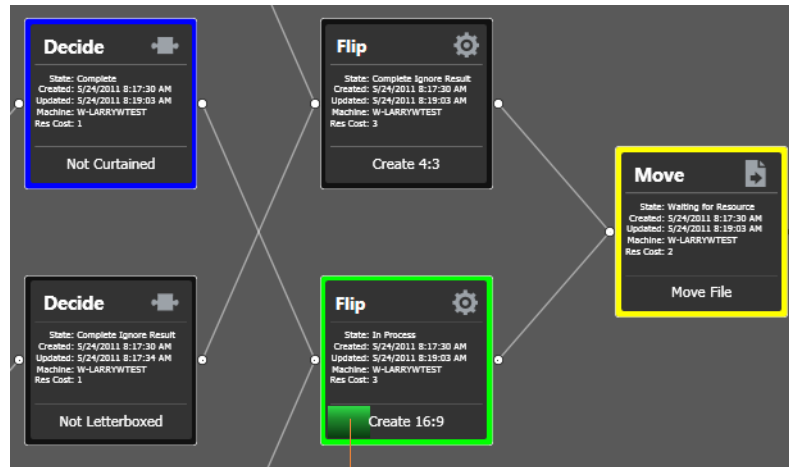 Decide
State: Complete
Created: 5/24/2011 8:17:30 AM
Updated: 5/24/2011 8:19:03 AM
Machine: W-LARRYWTEST
Res Cost: 1
Not Curtained
Flip
State: Complete Ignore Result
Created: 5/24/2011 8:17:30 AM
Updated: 5/24/2011 8:19:03 AM
Machine: W-LARRYWTEST
Res Cost: 3
Create 4:3
Move
State: Waiting for Resource
Created: 5/24/2011 8:17:30 AM
Updated: 5/24/2011 8:19:03 AM
Machine: W-LARRYWTEST
Res Cost: 2
Move File
Decide
State: Complete Ignore Result
Created: 5/24/2011 8:17:30 AM
Updated: 5/24/2011 8:17:34 AM
Machine: W-LARRYWTEST
Res Cost: 1
Not Letterboxed
Flip
State: In Process
Created: 5/24/2011 8:17:30 AM
Updated: 5/24/2011 8:19:03 AM
Machine: W-LARRYWTEST
Res Cost: 3
Create 16:9